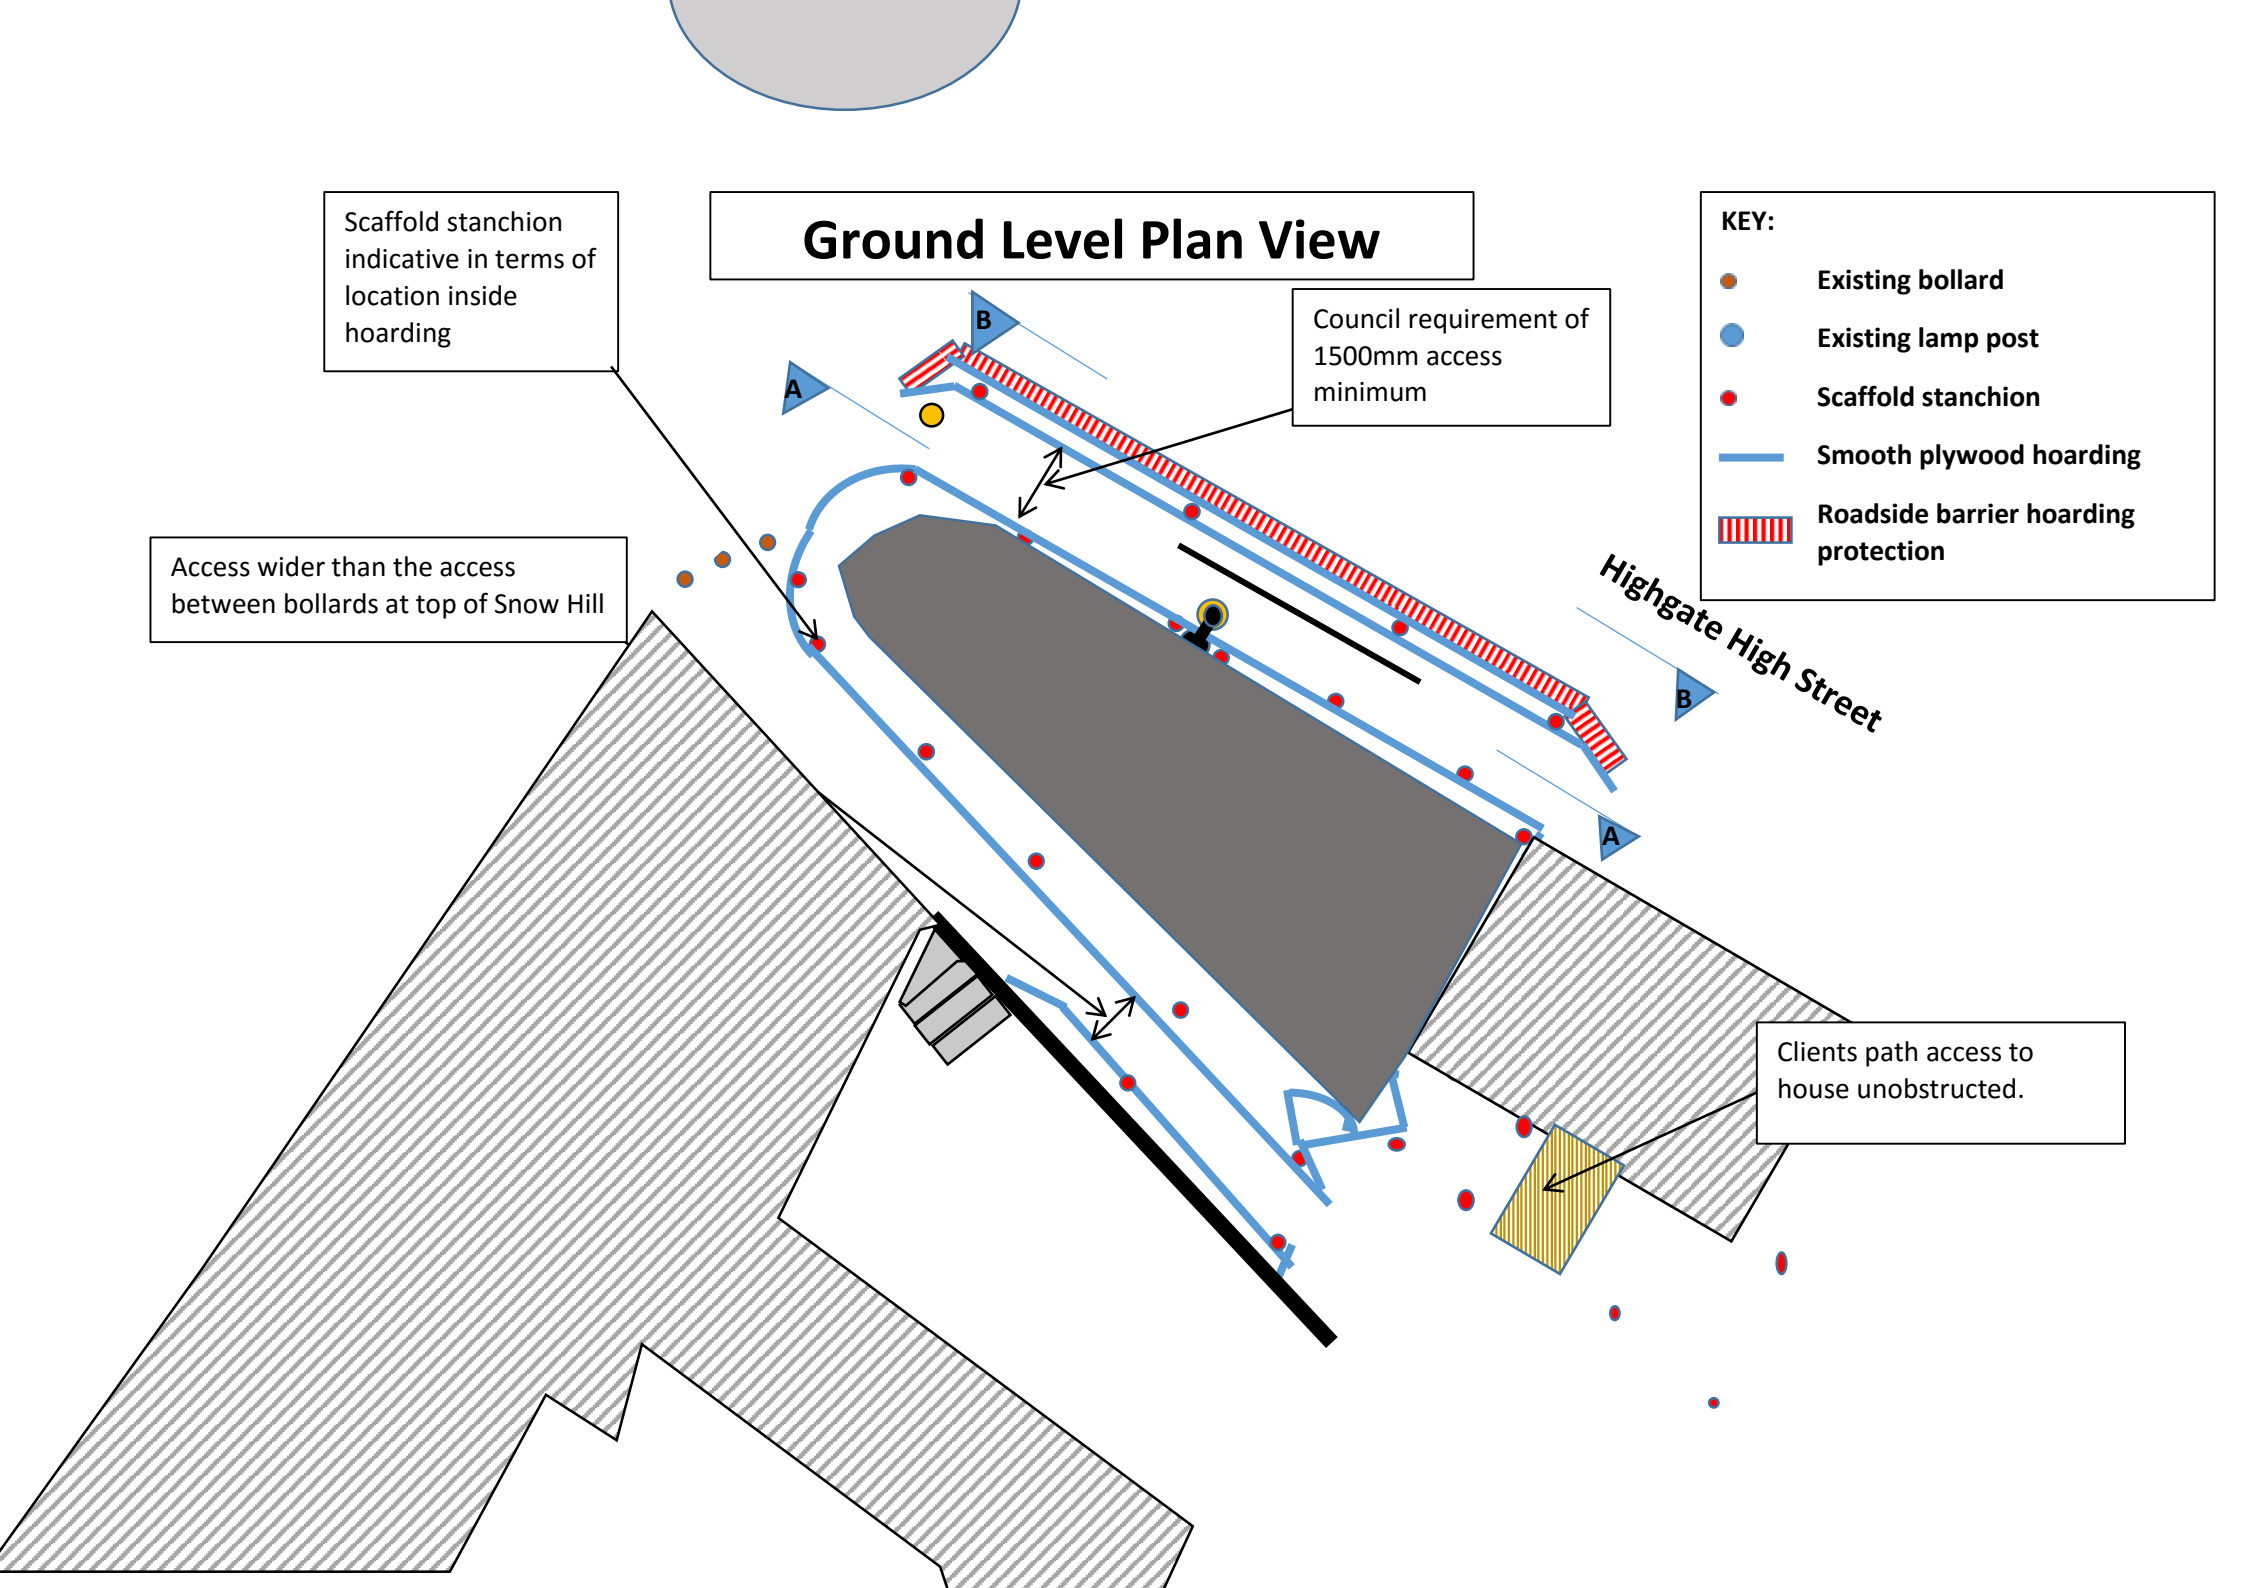 Ground Level Plan View
Scaffold stanchion
indicative in terms of
location inside
hoarding
Council requirement of
1500mm access
minimum
KEY:
Existing bollard
Existing lamp post
Scaffold stanchion
Smooth plywood hoarding
Roadside barrier hoarding
protection
B
A
Access wider than the access
between bollards at top of Snow Hill
Highgate High Street
B
A
Clients path access to
house unobstructed.